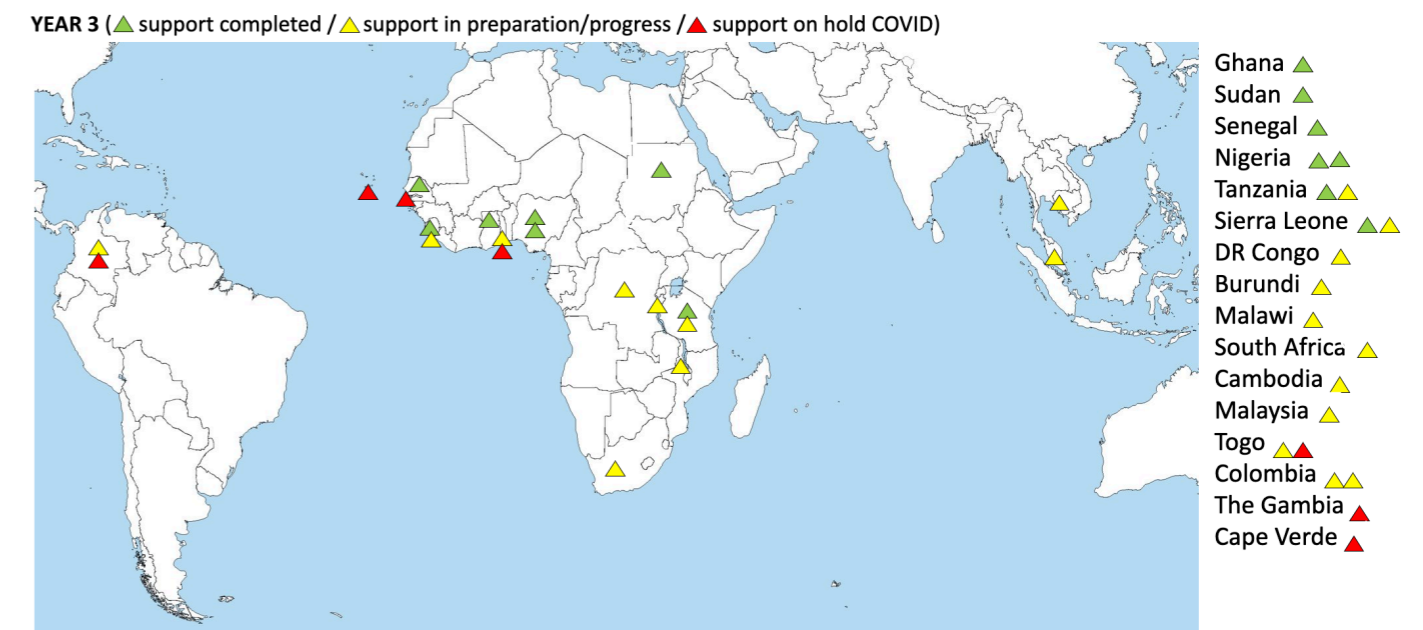 YEAR 3 ( support completed / support in preparation/progress / support on hold COVID)
Ghana
Sudan
Senegal
Nigeria
Tanzania
Sierra Leone
DR Congo
Burundi
Malawi
South Africa
Cambodia
Malaysia
Togo
Colombia
The Gambia
Cape Verde